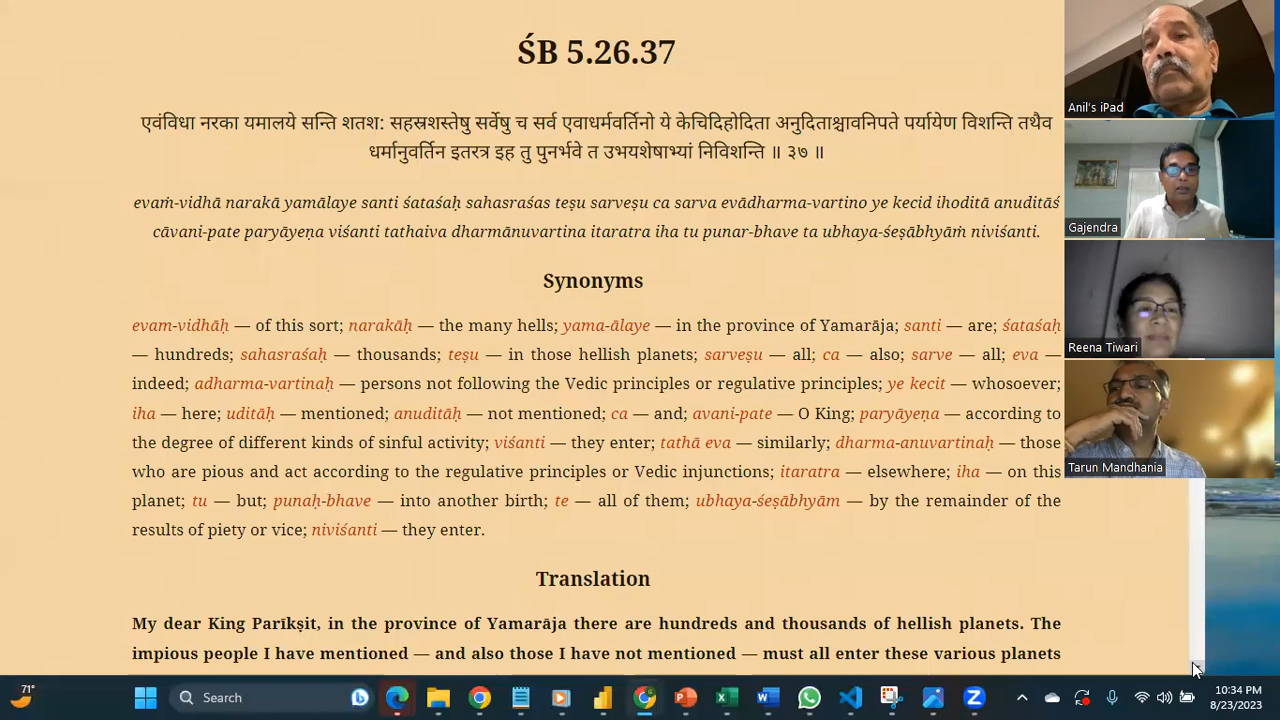 ŚB 5.26.37
एवंविधा नरका यमालये सन्ति शतश: सहस्रशस्तेषु सर्वेषु च सर्व एवाधर्मवर्तिनो ये केचिदिहोदिता अनुदिताश्चावनिपते पर्यायेण विशन्ति तथैव
धर्मानुवर्तिन इतरत्र इह तु पुनर्भवे त उभयशेषाभ्यां निविशन्ति ॥ ३७ ॥
evaṁ-vidhā narakā yamālaye santi śataśaḥ sahasraśas teṣu sarveṣu ca sarva evādharma-vartino ye kecid ihoditā anuditāś
cāvani-pate paryāyeṇa viśanti tathaiva dharmānuvartina itaratra iha tu punar-bhave ta ubhaya-śeṣābhyāṁ niviśanti.
Synonyms
evam-vidhāḥ — of this sort; narakāḥ — the many hells; yama-ālaye — in the province of Yamarāja; santi — are; śataśaḥ
— hundreds; sahasraśaḥ — thousands; teṣu — in those hellish planets; sarveṣu — all; ca — also; sarve — all; eva —
indeed; adharma-vartinaḥ — persons not following the Vedic principles or regulative principles; ye kecit — whosoever;
iha — here; uditāḥ — mentioned; anuditāḥ — not mentioned; ca — and; avani-pate — O King; paryāyeṇa — according to
the degree of different kinds of sinful activity; viśanti — they enter; tathā eva — similarly; dharma-anuvartinaḥ — those
who are pious and act according to the regulative principles or Vedic injunctions; itaratra — elsewhere; iha — on this
planet; tu — but; punaḥ-bhave — into another birth; te — all of them; ubhaya-śeṣābhyām — by the remainder of the
results of piety or vice; niviśanti — they enter.
Translation
My dear King Parīkṣit, in the province of Yamarāja there are hundreds and thousands of hellish planets. The
impious people I have mentioned — and also those I have not mentioned — must all enter these various planets
Anil's iPad
Gajendra
Reena Tiwari
Tarun Mandhania
71°
Search
10:34 PM
8/23/2023